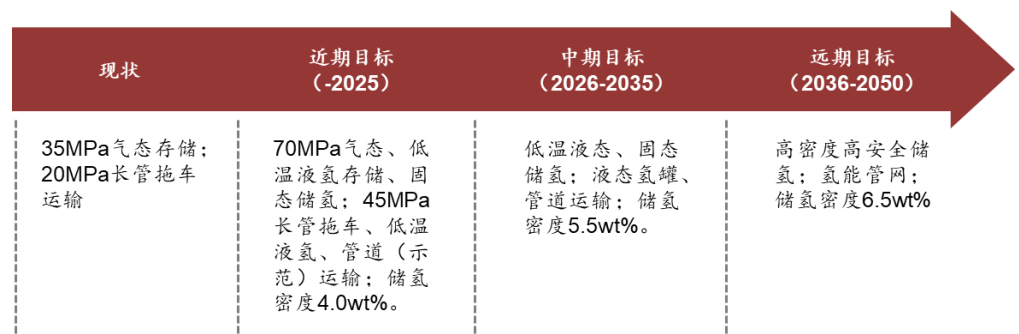 现状
近期目标
（-2025）
中期目标
（2026-2035）
远期目标
（2036-2050）
35MPa气态存储；
20MPa长管拖车
运输
70MPa气态、低
温液氢存储、固
态储氢；45MPa
长管拖车、低温
液氢、管道（示
范）运输；储氢
密度4.0wt%。
低温液态、固态
储氢；液态氢罐、
管道运输；储氢
密度5.5wt%。
高密度高安全储
氢；氢能管网；
储氢密度6.5wt%